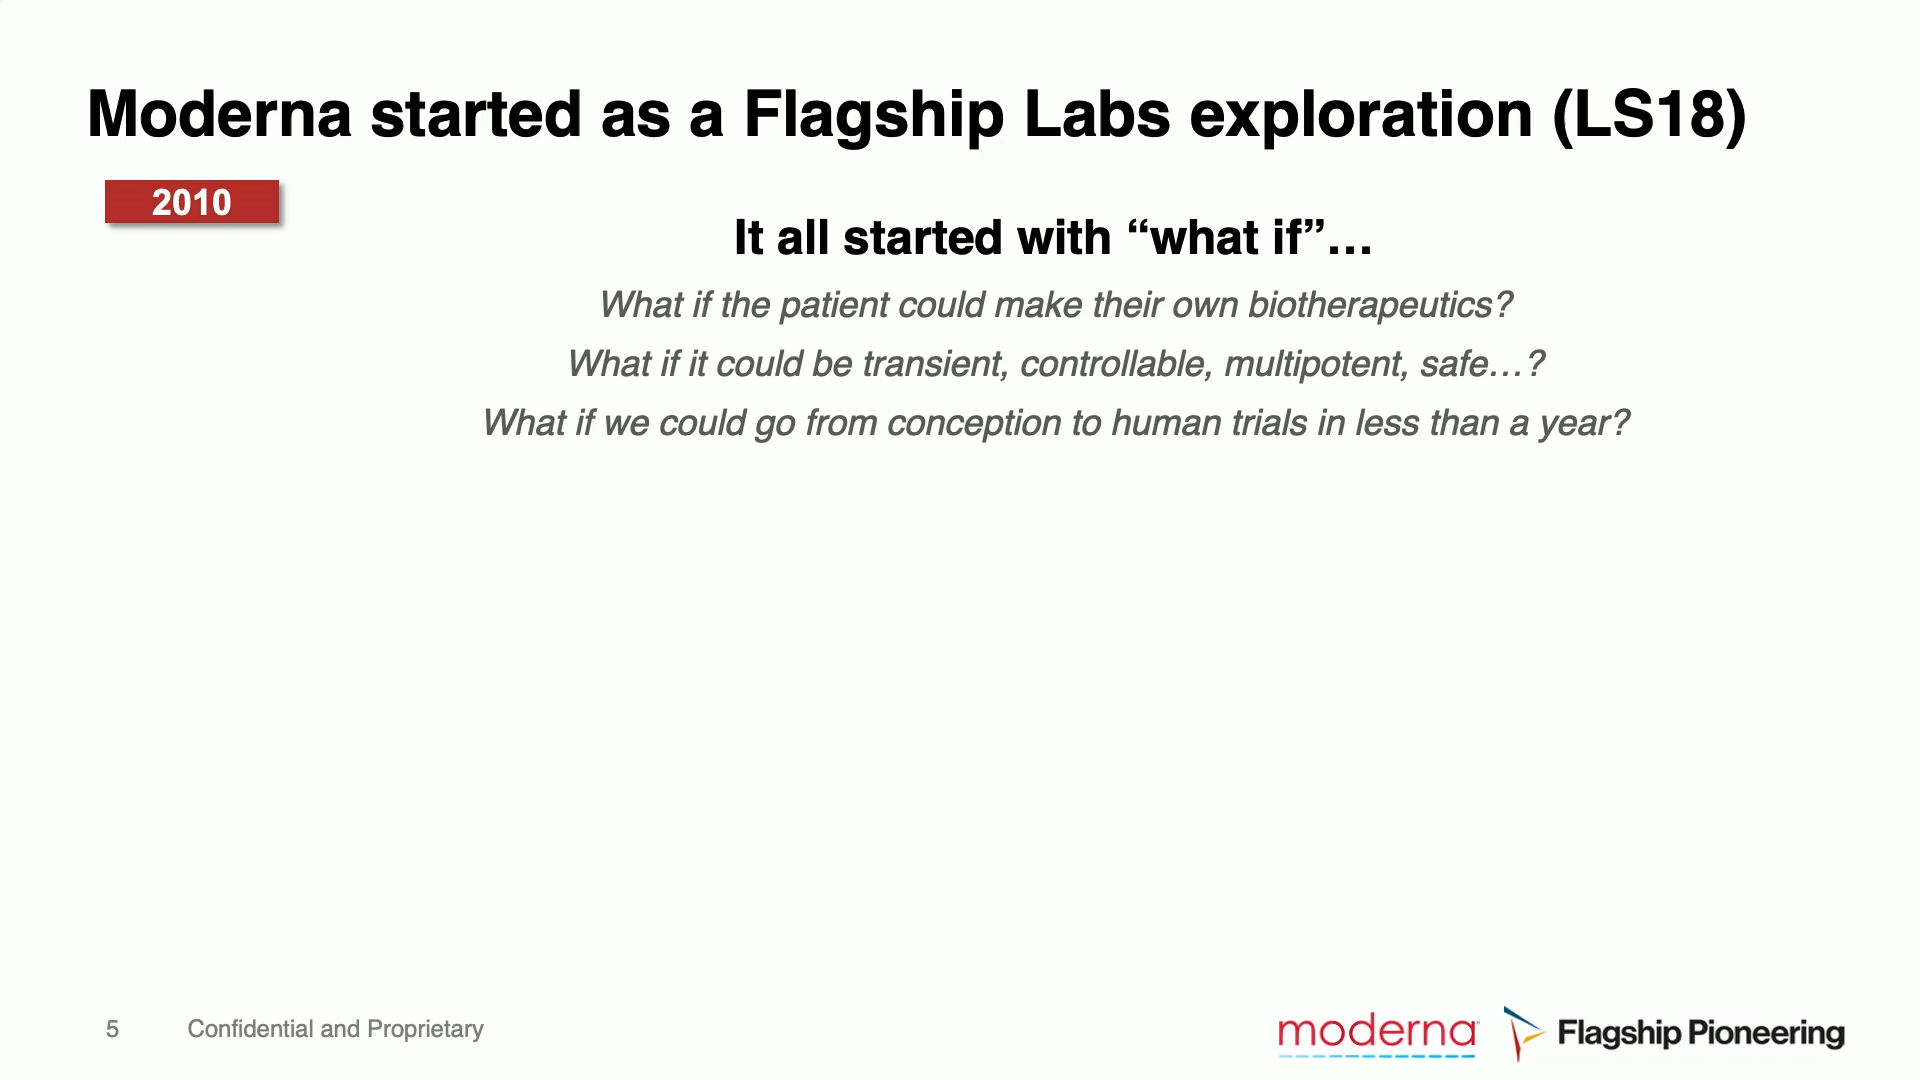 Moderna started as a Flagship Labs exploration (LS18)
2010
It all started with “what if”…
What if the patient could make their own biotherapeutics?
What if it could be transient, controllable, multipotent, safe…?
What if we could go from conception to human trials in less than a year?
5
Confidential and Proprietary
moderna
Flagship Pioneering